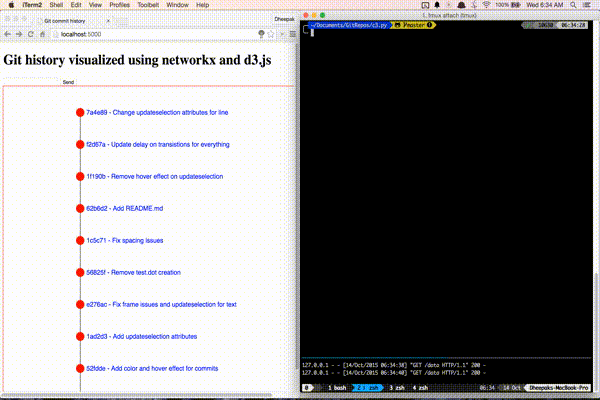 iTerm2 Shell Edit View Profiles Toolbelt Window Help
100% Wed 6:34 AM
Git commit history
Dheepak
localhost:5000
Git history visualized using networkx and d3.js
Send
7a4e89 - Change updateselection attributes for line
f2d67a - Update delay on transistions for everything
1f190b - Remove hover effect on updateselection
62b6d2 - Add README.md
1c5c71 - Fix spacing issues
56825f - Remove test.dot creation
e276ac - Fix frame issues and updateselection for text
1ad2d3 - Add updateselection attributes
52fdde - Add color and hover effect for commits
1. tmux attach (tmux)
~/Documents/GitRepos/c3.py master 10630 06:34:28
127.0.0.1 - - [14/Oct/2015 06:34:38] "GET /data HTTP/1.1" 200 -
127.0.0.1 - - [14/Oct/2015 06:34:40] "GET /data HTTP/1.1" 200 -
0 1 bash 2 zsh 3 zsh 4 zsh 06:34 14 Oct Dheepaks-MacBook-Pro